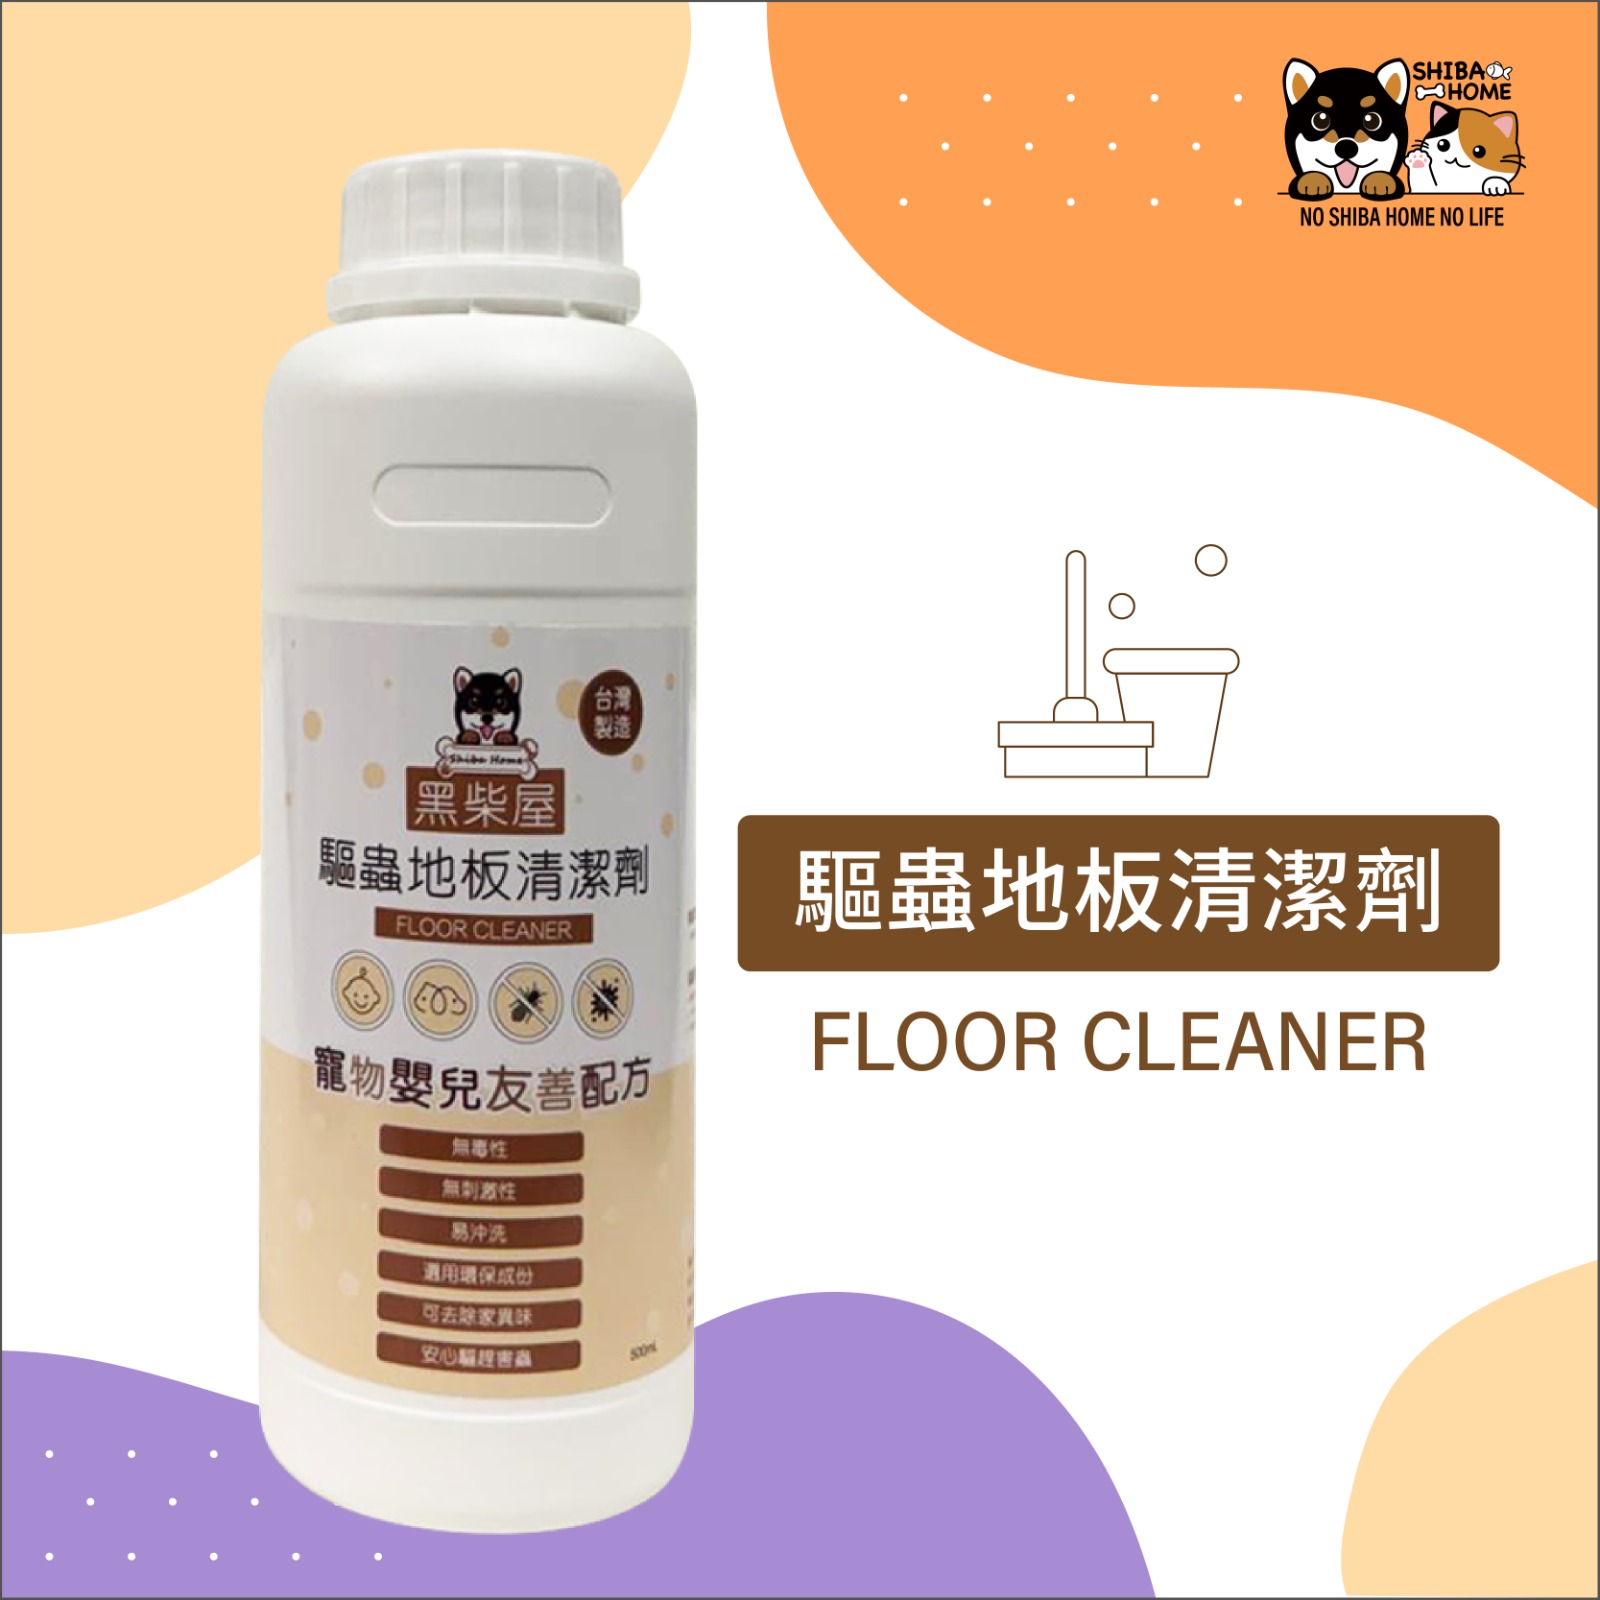 SHIBA
HOME
NO SHIBA HOME NO LIFE
台灣
製造
Shiba Home
黑柴屋
驅蟲地板清潔劑
FLOOR CLEANER
寵物嬰兒友善配方
無毒性
無刺激性
易沖洗
選用環保成份
可去除家異味
安心驅趕害蟲
500mL
驅蟲地板清潔劑
FLOOR CLEANER